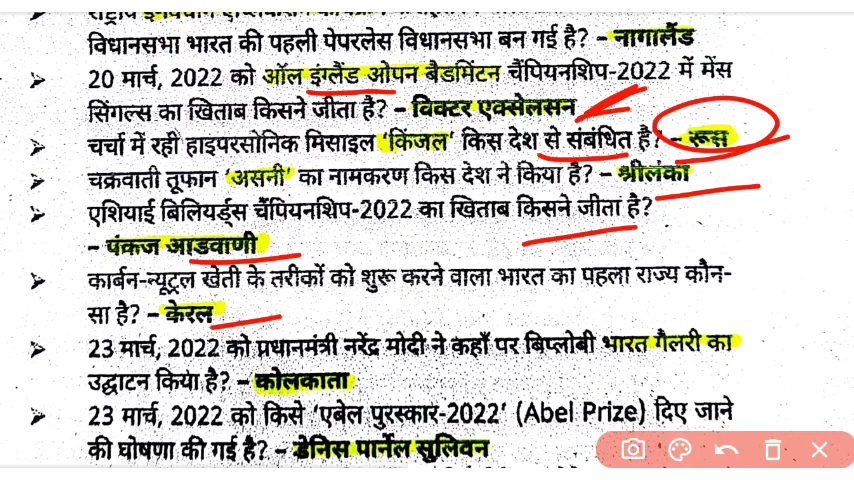 विधानसभा भारत की पहली पेपरलेस विधानसभा बन गई है? – नागालैंड
➢ 20 मार्च, 2022 को ऑल इंग्लैंड ओपन बैडमिंटन चैंपियनशिप-2022 में मेंस
सिंगल्स का खिताब किसने जीता है? – विक्टर एक्सेलसन
➢ चर्चा में रही हाइपरसोनिक मिसाइल ‘किंजल’ किस देश से संबंधित है? – रूस
➢ चक्रवाती तूफान ‘असनी’ का नामकरण किस देश ने किया है? – श्रीलंका
➢ एशियाई बिलियर्ड्स चैंपियनशिप-2022 का खिताब किसने जीता है?
– पंकज आडवाणी
➢ कार्बन-न्यूट्रल खेती के तरीकों को शुरू करने वाला भारत का पहला राज्य कौन-
सा है? – केरल
➢ 23 मार्च, 2022 को प्रधानमंत्री नरेंद्र मोदी ने कहाँ पर बिप्लोबी भारत गैलरी का
उद्घाटन किया है? – कोलकाता
➢ 23 मार्च, 2022 को किसे ‘एबेल पुरस्कार-2022’ (Abel Prize) दिए जाने
की घोषणा की गई है? – डेनिस पार्नेल सुलिवन